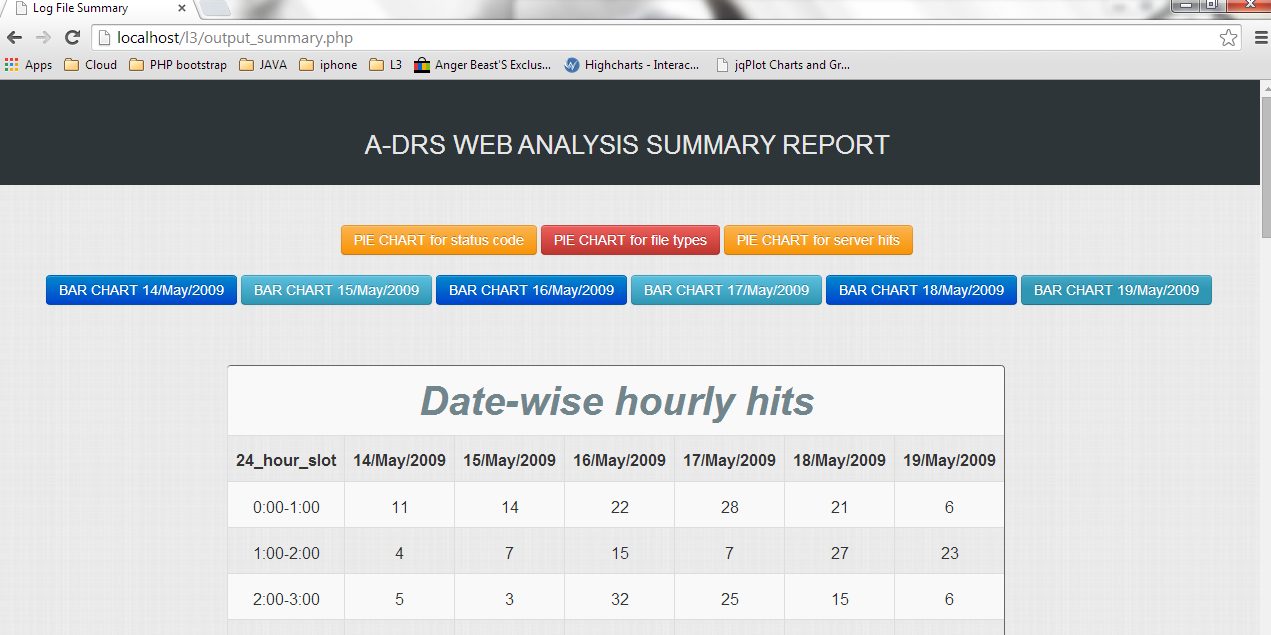 Log File Summary
localhost/l3/output_summary.php
Apps Cloud PHP bootstrap JAVA iphone L3 Anger Beast'S Exclus... Highcharts - Interac... jqPlot Charts and Gr...
A-DRS WEB ANALYSIS SUMMARY REPORT
PIE CHART for status code PIE CHART for file types PIE CHART for server hits
BAR CHART 14/May/2009 BAR CHART 15/May/2009 BAR CHART 16/May/2009 BAR CHART 17/May/2009 BAR CHART 18/May/2009 BAR CHART 19/May/2009
Date-wise hourly hits
24_hour_slot 14/May/2009 15/May/2009 16/May/2009 17/May/2009 18/May/2009 19/May/2009
0:00-1:00 11 14 22 28 21 6
1:00-2:00 4 7 15 7 27 23
2:00-3:00 5 3 32 25 15 6